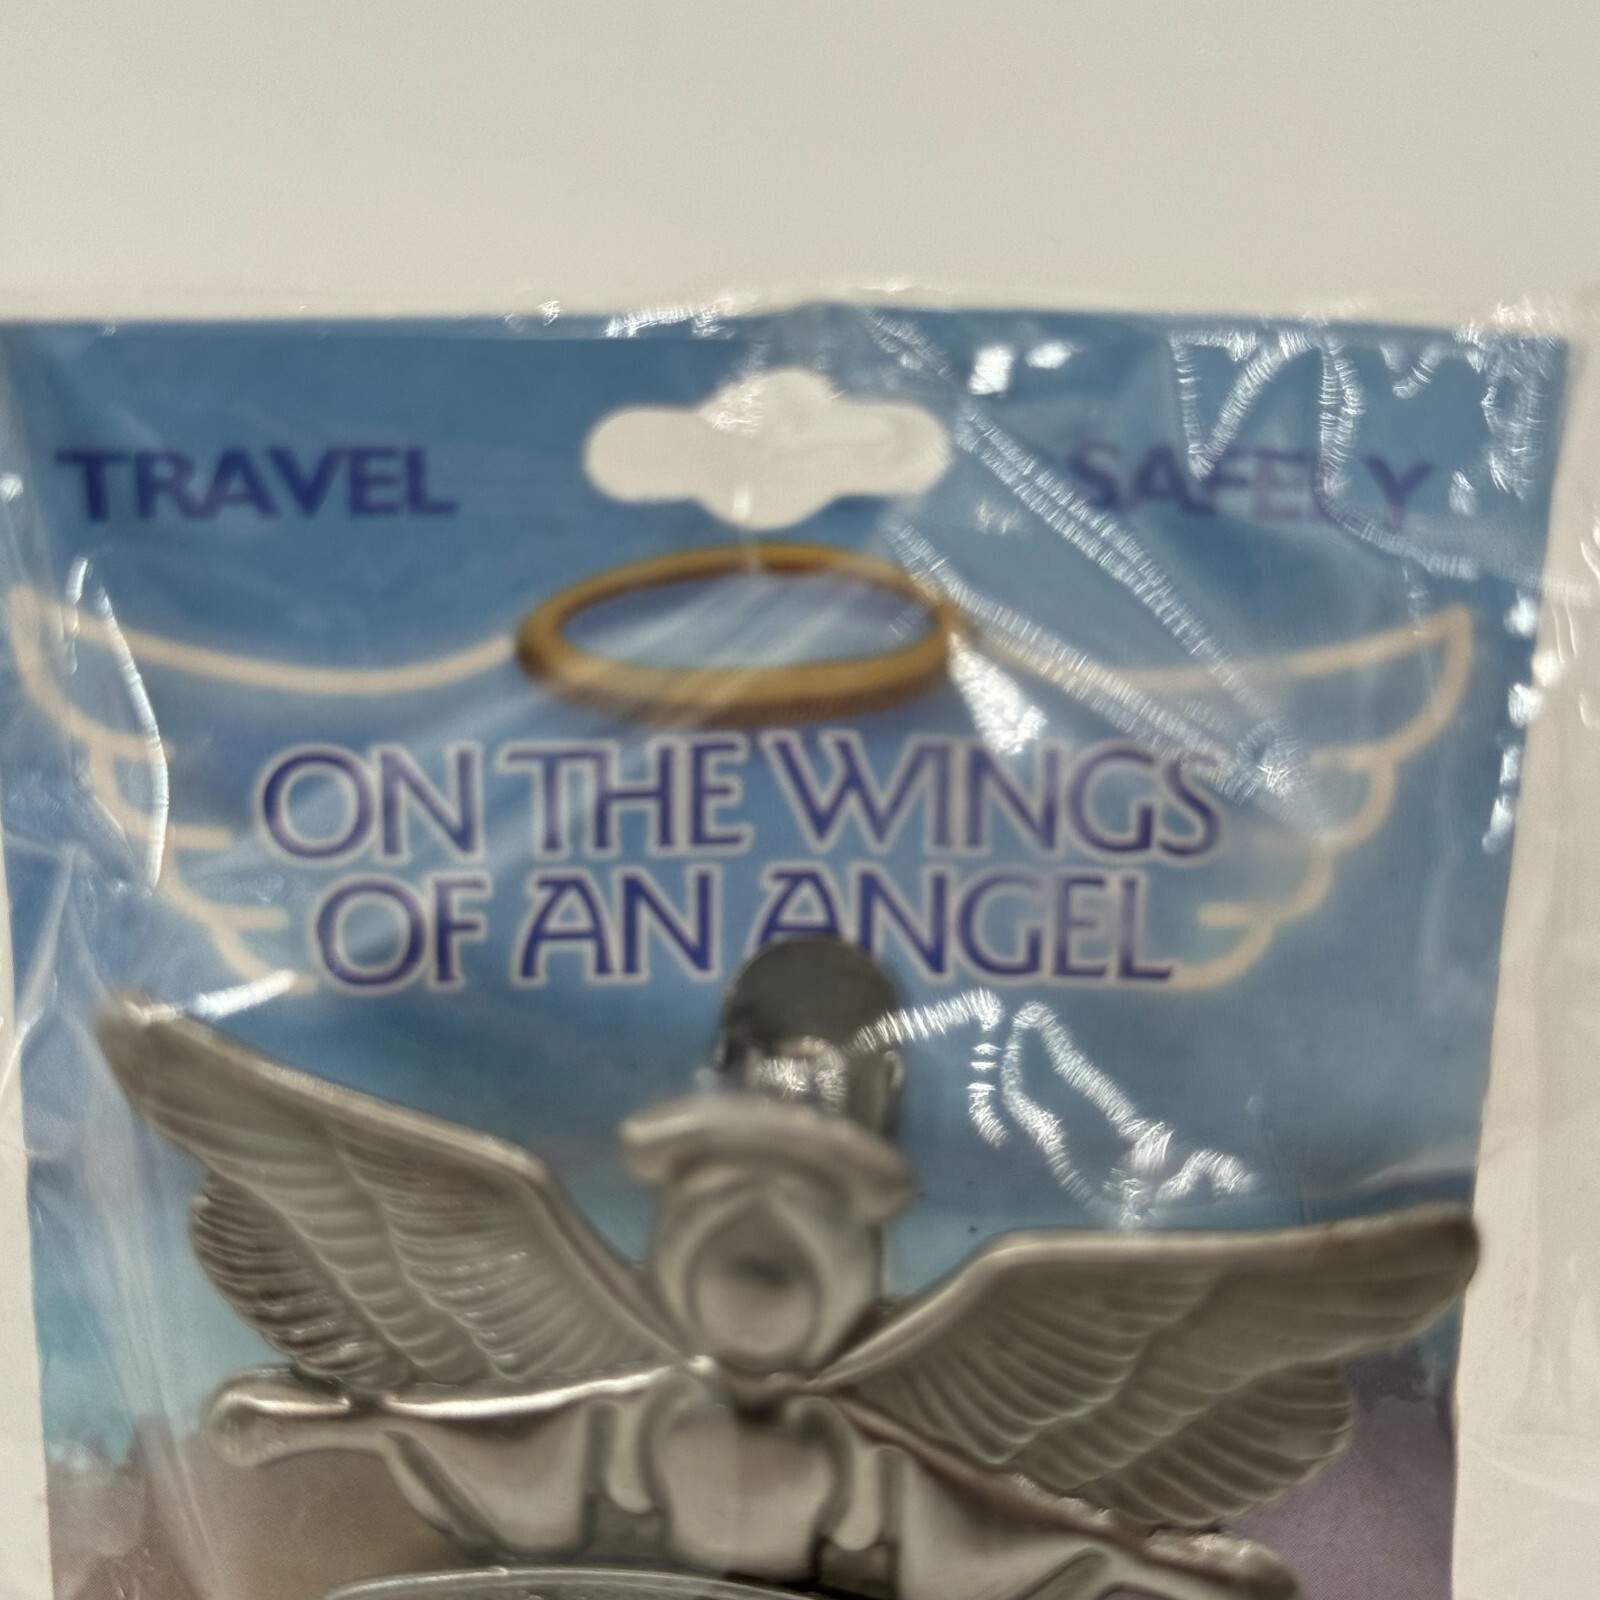 TRAVEL SAFELY
ON THE WINGS
OF AN ANGEL